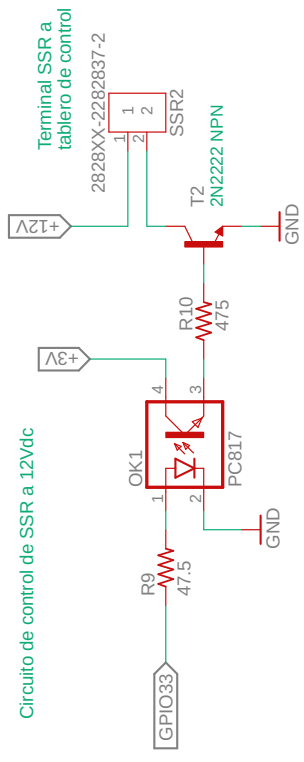 Circuito de control de SSR a 12Vdc
Terminal SSR a
tablero de control
2828XX-2282837-2
1
2
1
2
SSR2
+12V
T2
2N2222 NPN
GND
R10
475
+3V
4
3
OK1
PC817
1
2
GND
R9
47.5
GPIO33